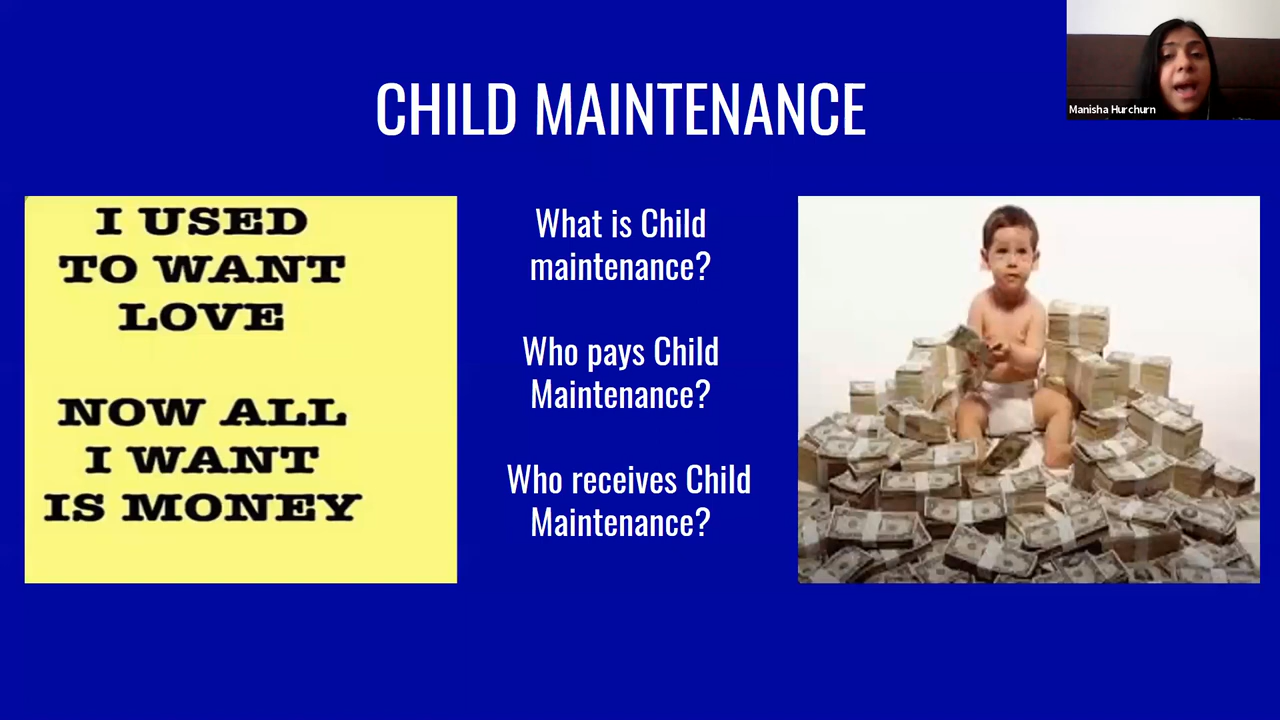 CHILD MAINTENANCE
Manisha Hurchurn
I USED
TO WANT
LOVE
NOW ALL
I WANT
IS MONEY
What is Child
maintenance?
Who pays Child
Maintenance?
Who receives Child
Maintenance?